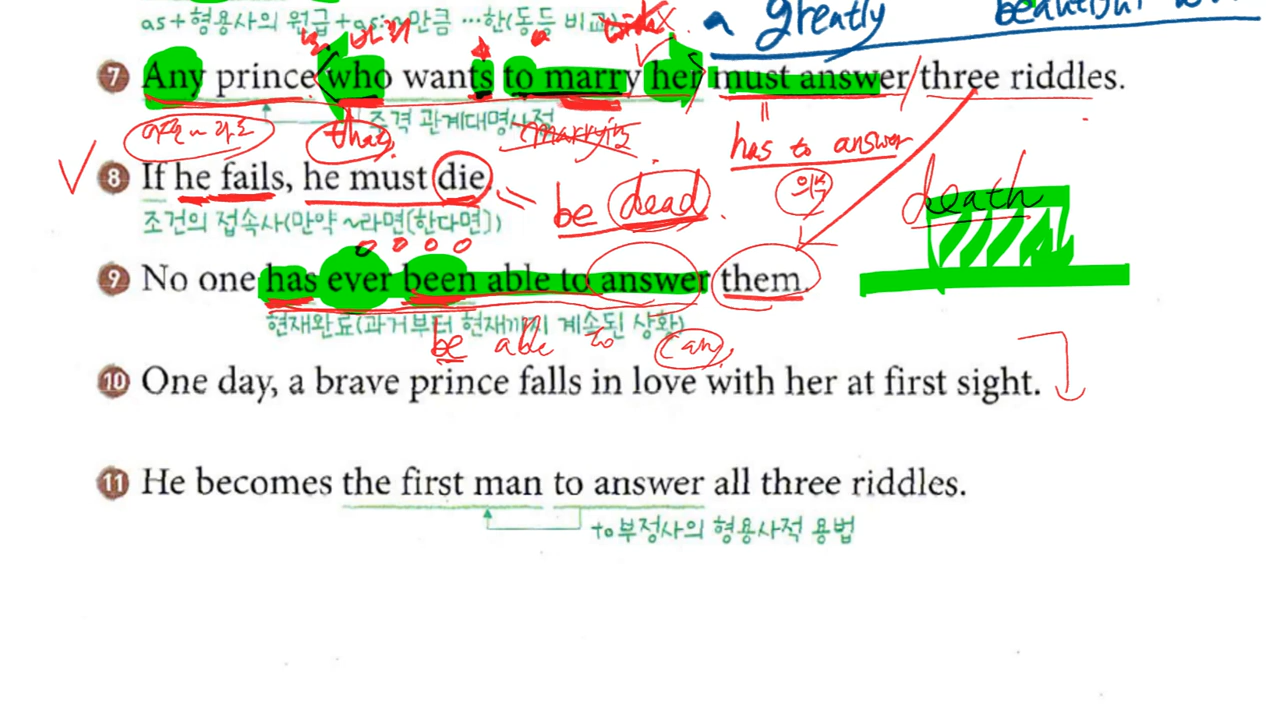 as+형용사의 원급+as:~만큼 …한(동등 비교)
a greatly beautiful
7 Any prince who wants to marry her must answer three riddles.
주격 관계대명사절
어떤~라도 that marrying has to answer
8 If he fails, he must die = be dead. 의무 death
조건의 접속사(만약 ~라면[한다면])
9 No one has ever been able to answer them.
현재완료(과거부터 현재까지 계속된 상황)
be able to can
10 One day, a brave prince falls in love with her at first sight.
11 He becomes the first man to answer all three riddles.
to부정사의 형용사적 용법